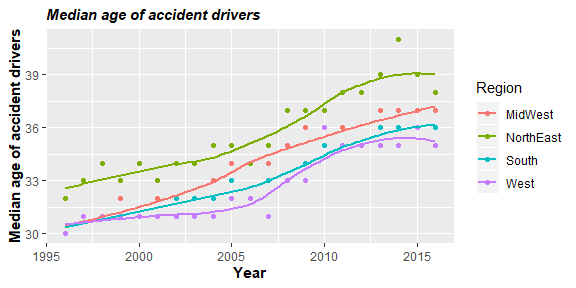 Median age of accident drivers
Median age of accident drivers
39
36
33
30
1995
2000
2005
2010
2015
Year
Region
MidWest
NorthEast
South
West